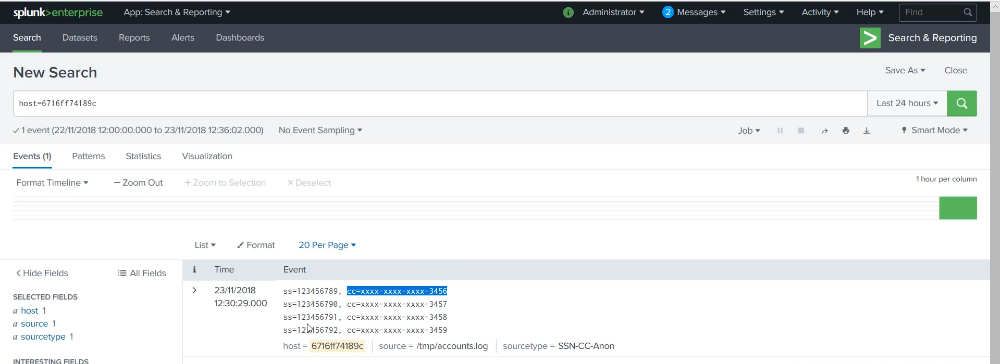 splunk>enterprise App: Search & Reporting ▾ i Administrator ▾ 2 Messages ▾ Settings ▾ Activity ▾ Help ▾ Find
Search Datasets Reports Alerts Dashboards > Search & Reporting
New Search Save As ▾ Close
host=6716ff74189c Last 24 hours ▾
✓ 1 event (22/11/2018 12:00:00.000 to 23/11/2018 12:36:02.000) No Event Sampling ▾ Job ▾ Smart Mode ▾
Events (1) Patterns Statistics Visualization
Format Timeline ▾ — Zoom Out + Zoom to Selection × Deselect 1 hour per column
List ▾ Format 20 Per Page ▾
< Hide Fields All Fields i Time Event
SELECTED FIELDS
a host 1
a source 1
a sourcetype 1
INTERESTING FIELDS
> 23/11/2018
12:30:29.000
ss=123456789, cc=xxxx-xxxx-xxxx-3456
ss=123456790, cc=xxxx-xxxx-xxxx-3457
ss=123456791, cc=xxxx-xxxx-xxxx-3458
ss=123456792, cc=xxxx-xxxx-xxxx-3459
host = 6716ff74189c source = /tmp/accounts.log sourcetype = SSN-CC-Anon